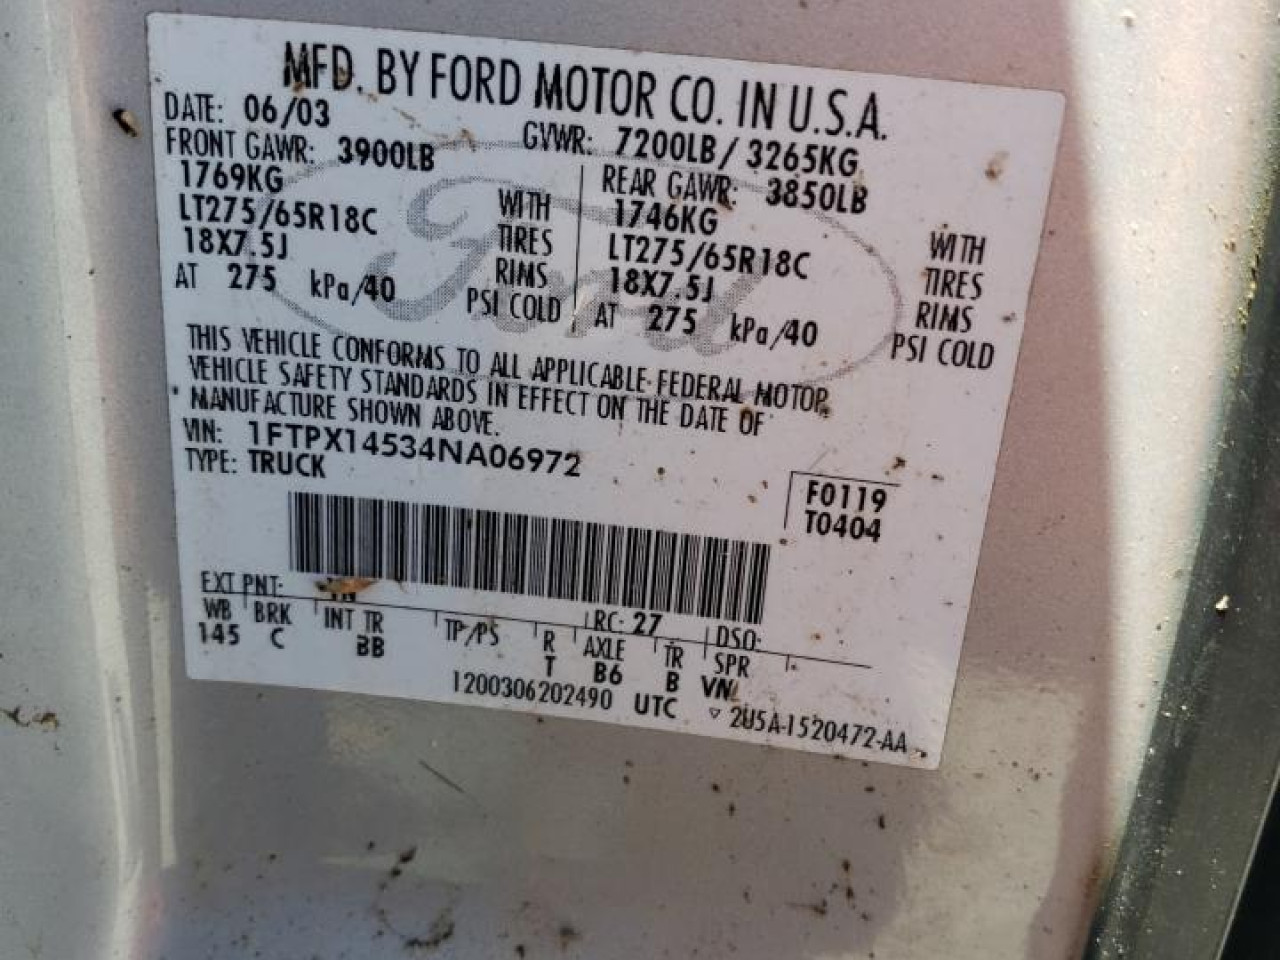 MFD. BY FORD MOTOR CO. IN U.S.A.
DATE: 06/03 GVWR: 7200LB / 3265KG
FRONT GAWR: 3900LB REAR GAWR: 3850LB
1769KG WITH 1746KG WITH
LT275/65R18C TIRES LT275/65R18C TIRES
18X7.5J RIMS 18X7.5J RIMS
AT 275 kPa/40 PSI COLD AT 275 kPa/40 PSI COLD
Ford
THIS VEHICLE CONFORMS TO ALL APPLICABLE FEDERAL MOTOR
VEHICLE SAFETY STANDARDS IN EFFECT ON THE DATE OF
MANUFACTURE SHOWN ABOVE.
VIN: 1FTPX14534NA06972
TYPE: TRUCK
F0119
T0404
EXT PNT: RC: 27 DSO:
WB BRK INT TR TP/PS R AXLE TR SPR
145 C BB T B6 B VN
1200306202490 UTC ▽ 2U5A-1520472-AA